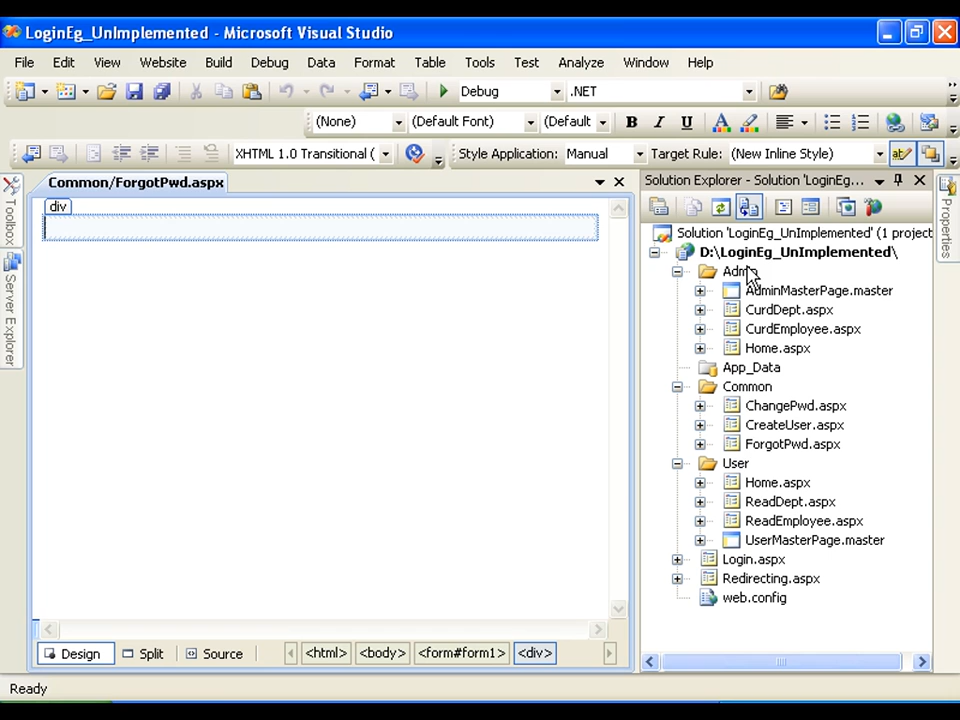 LoginEg_UnImplemented - Microsoft Visual Studio
File Edit View Website Build Debug Data Format Table Tools Test Analyze Window Help
Debug .NET
(None) (Default Font) (Default B I U A
XHTML 1.0 Transitional ( Style Application: Manual Target Rule: (New Inline Style)
Common/ForgotPwd.aspx
div
Toolbox
Server Explorer
Solution Explorer - Solution 'LoginEg...
Solution 'LoginEg_UnImplemented' (1 project
D:\LoginEg_UnImplemented\
Admin
AdminMasterPage.master
CurdDept.aspx
CurdEmployee.aspx
Home.aspx
App_Data
Common
ChangePwd.aspx
CreateUser.aspx
ForgotPwd.aspx
User
Home.aspx
ReadDept.aspx
ReadEmployee.aspx
UserMasterPage.master
Login.aspx
Redirecting.aspx
web.config
Properties
Design Split Source <html> <body> <form#form1> <div>
Ready